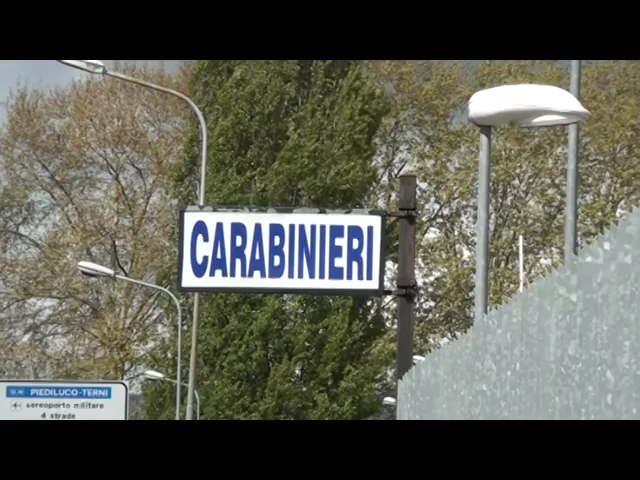 CARABINIERI
PIEDILUCO-TERNI
aeroporto militare
4 strade